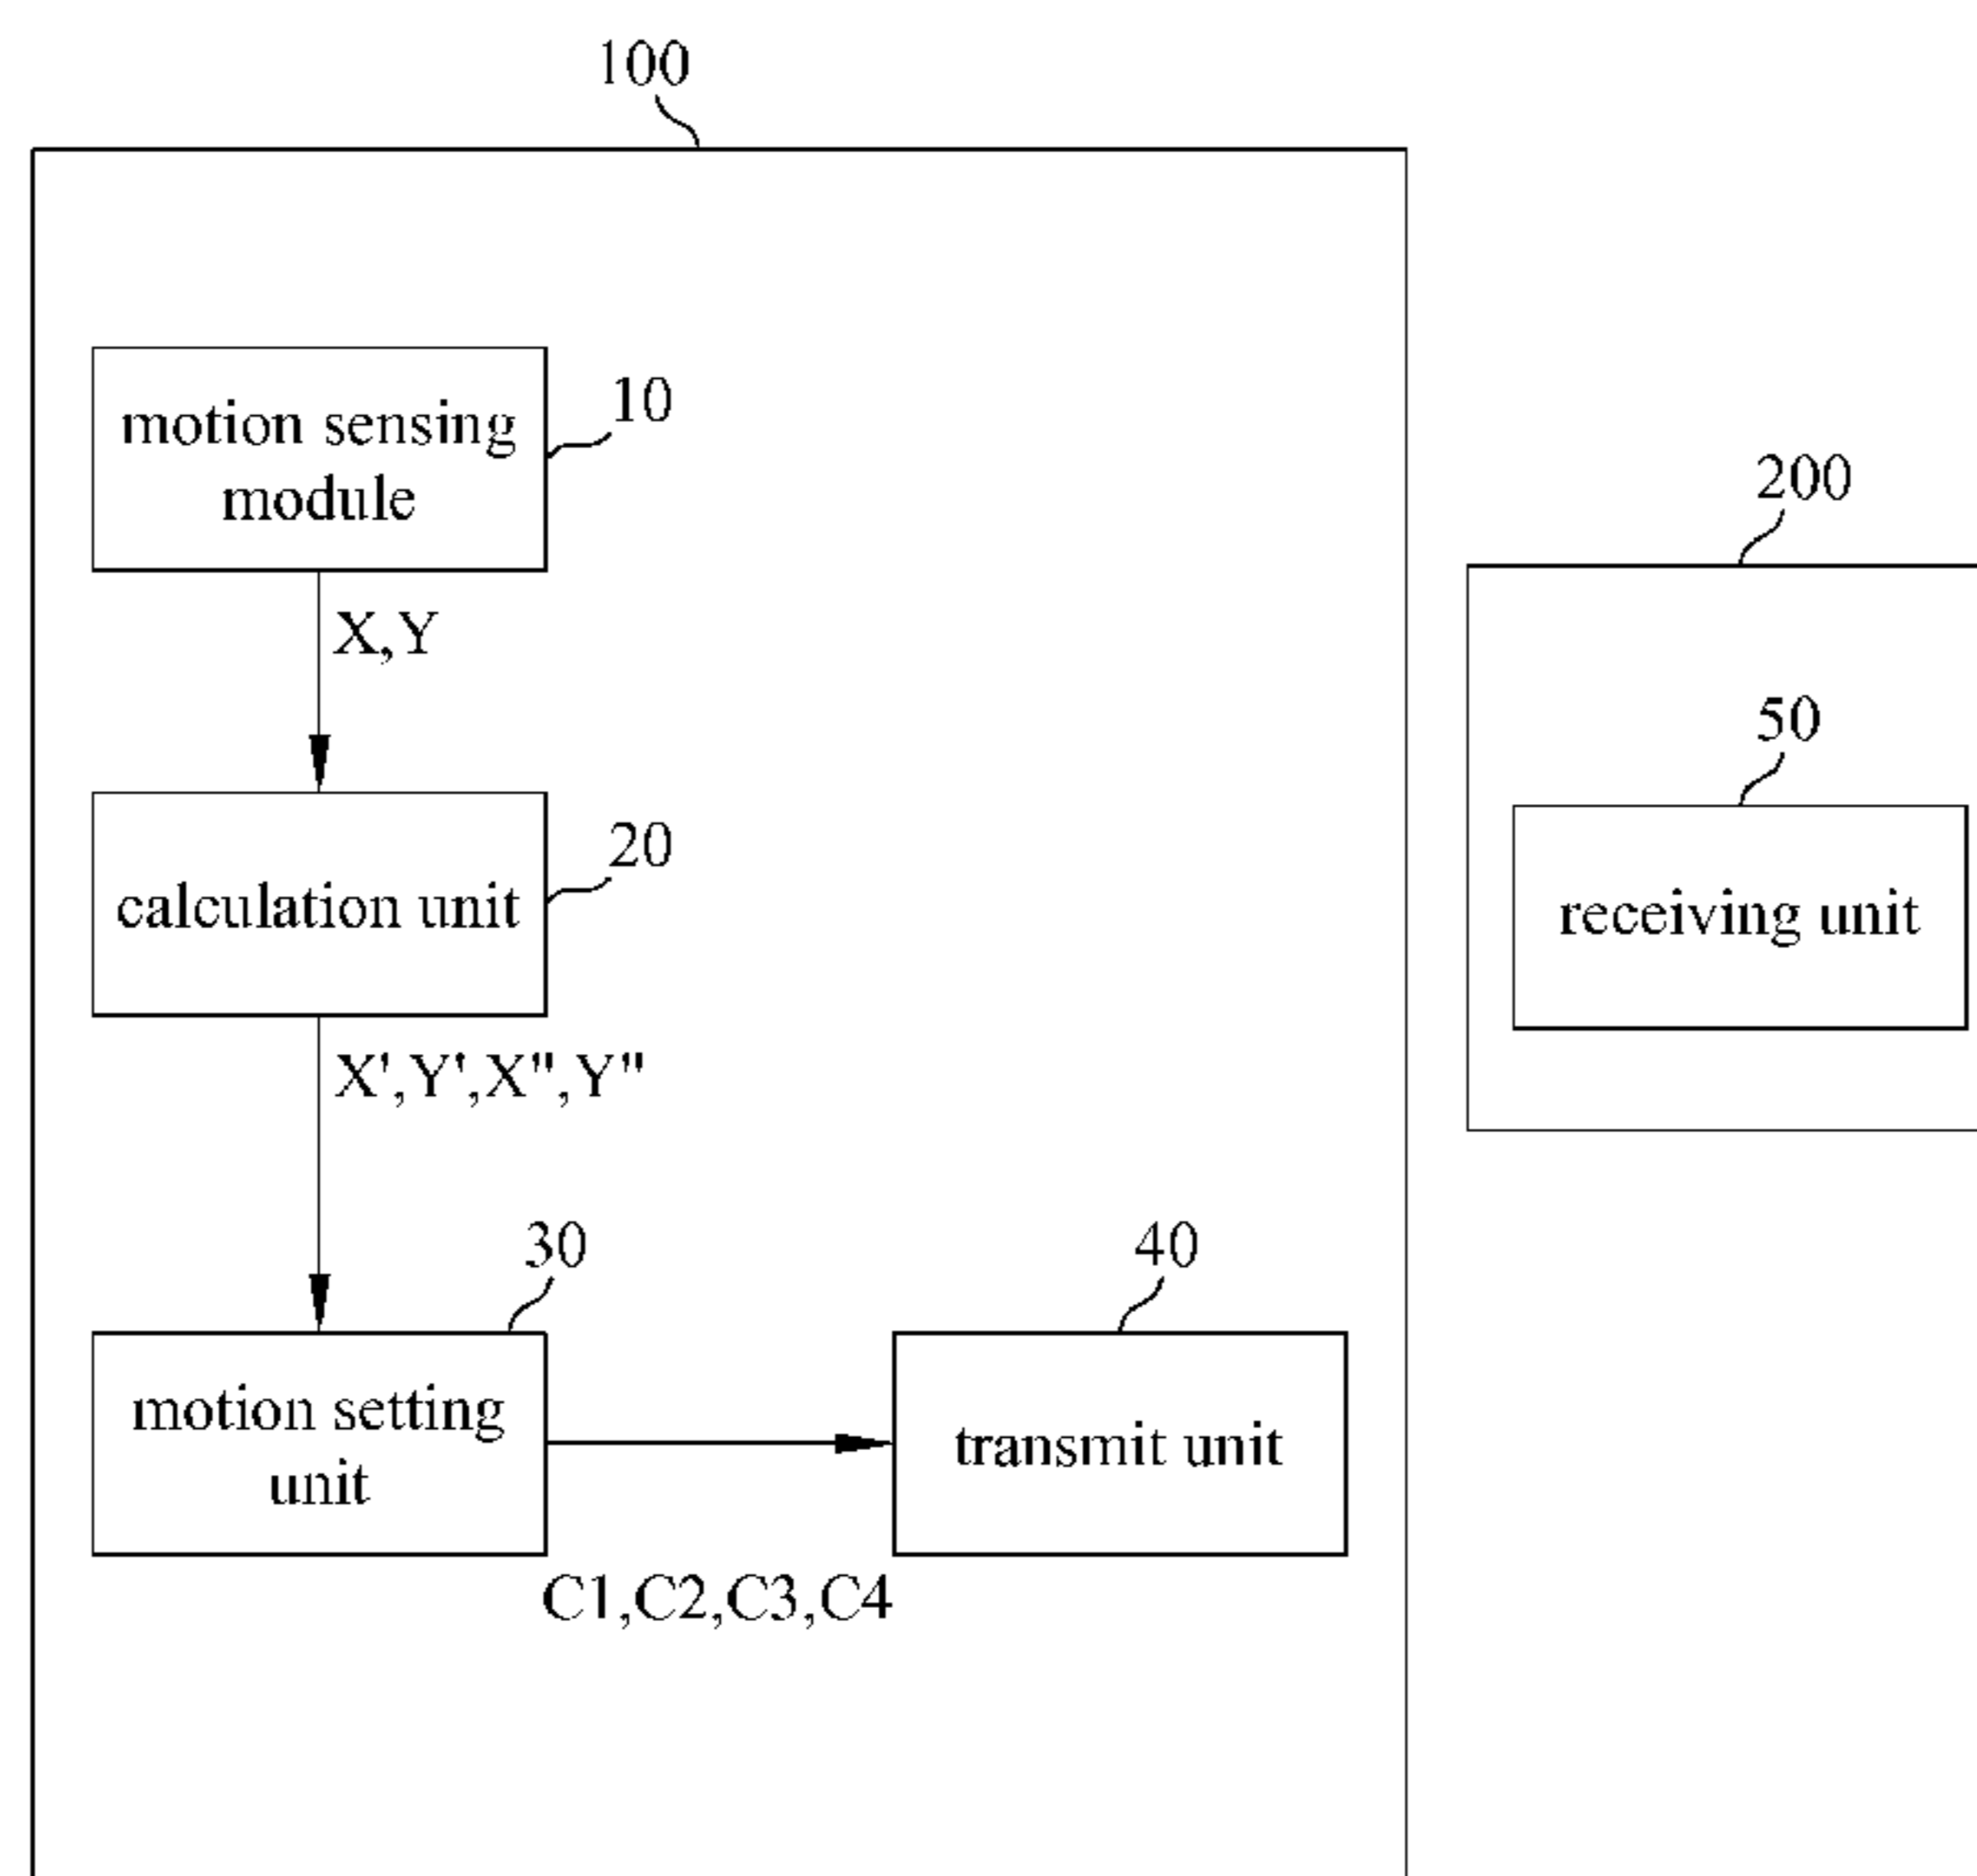 100
motion sensing
module
10
X,Y
calculation unit
20
X',Y',X",Y"
30
motion setting
unit
40
transmit unit
C1,C2,C3,C4
200
50
receiving unit